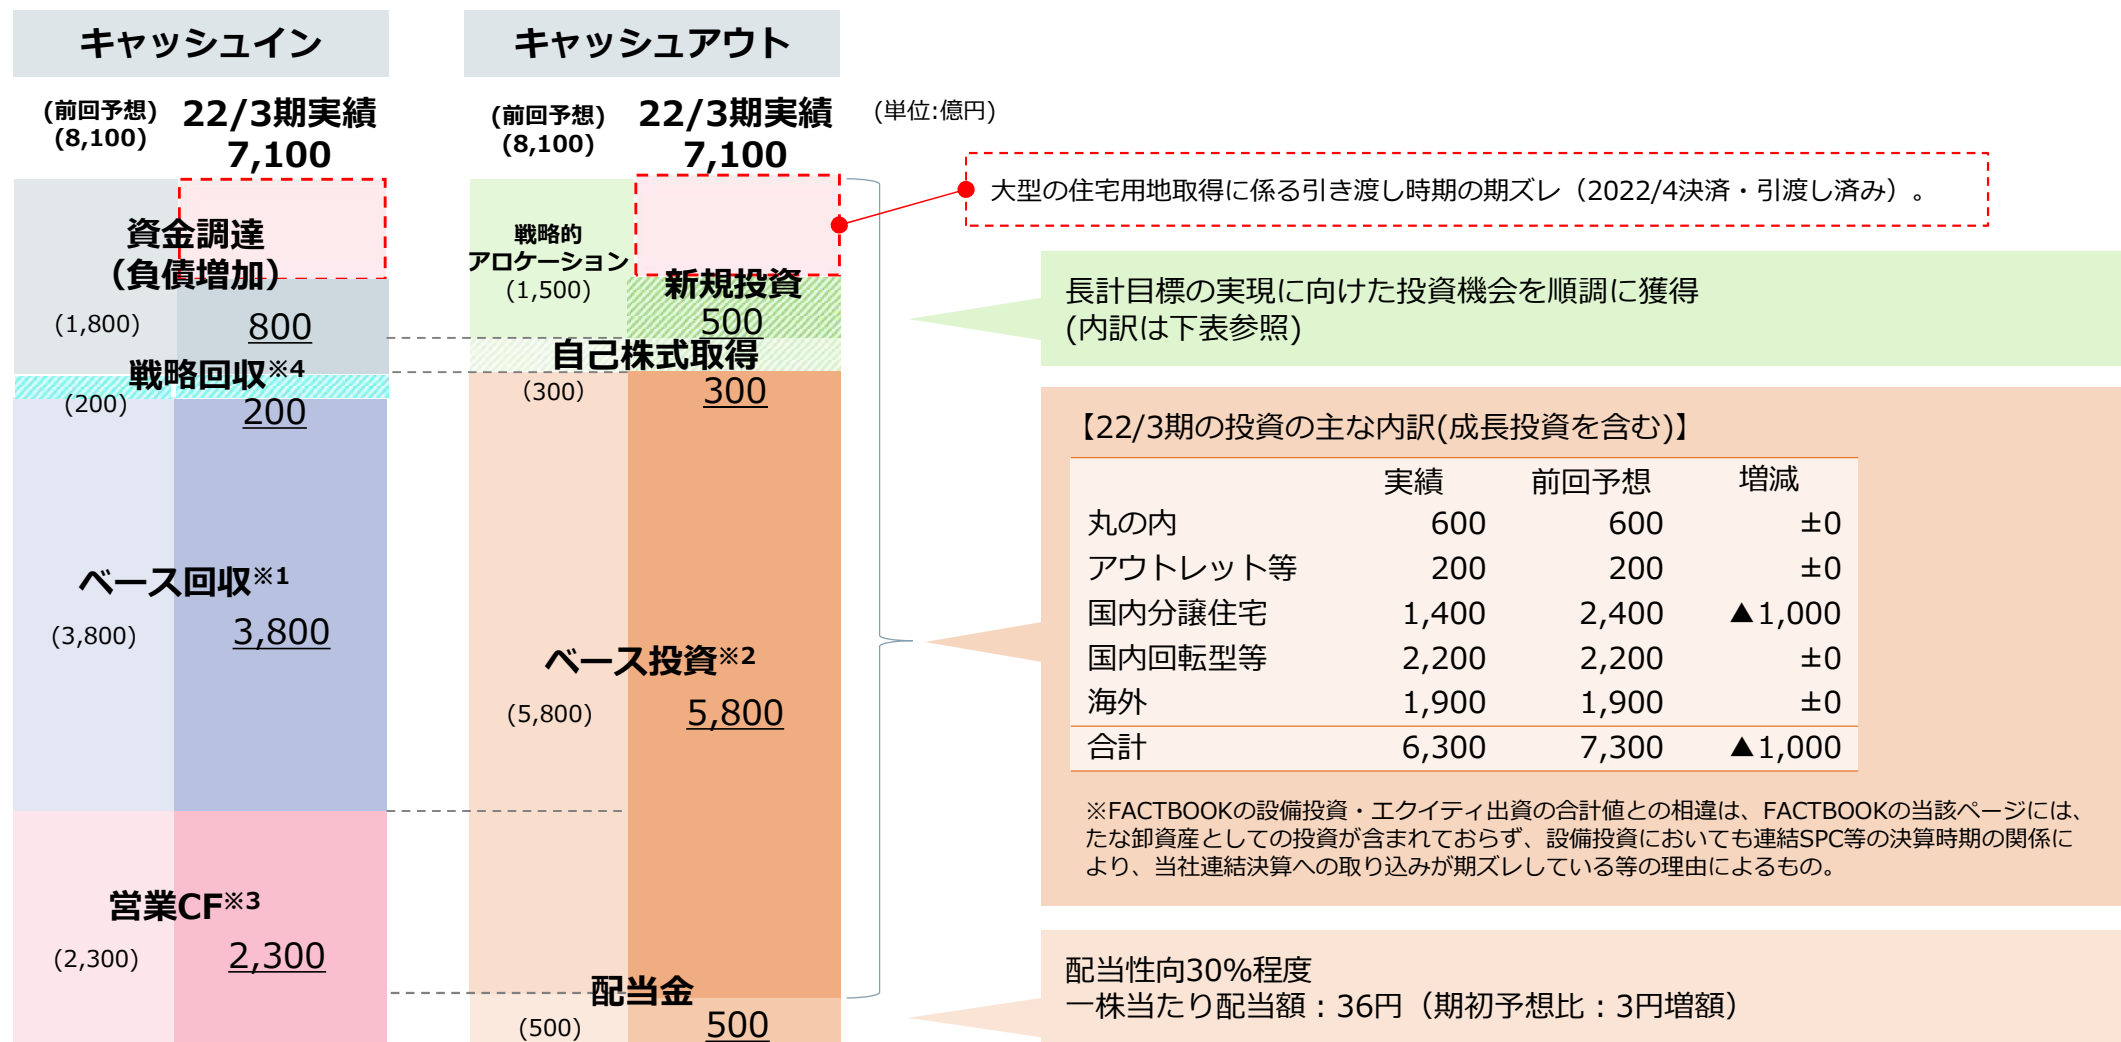 キャッシュイン
(前回予想)
(8,100)
22/3期実績
7,100
資金調達
(負債増加)
(1,800)
800
戦略回収※4
(200)
200
ベース回収※1
(3,800)
3,800
営業CF※3
(2,300)
2,300
キャッシュアウト
(前回予想)
(8,100)
22/3期実績
7,100
(単位:億円)
戦略的
アロケーション
(1,500)
新規投資
500
自己株式取得
(300)
300
ベース投資※2
(5,800)
5,800
配当金
(500)
500
大型の住宅用地取得に係る引き渡し時期の期ズレ（2022/4決済・引渡し済み）。
長計目標の実現に向けた投資機会を順調に獲得
(内訳は下表参照)
【22/3期の投資の主な内訳(成長投資を含む)】
実績 前回予想 増減
丸の内 600 600 ±0
アウトレット等 200 200 ±0
国内分譲住宅 1,400 2,400 ▲1,000
国内回転型等 2,200 2,200 ±0
海外 1,900 1,900 ±0
合計 6,300 7,300 ▲1,000
※FACTBOOKの設備投資・エクイティ出資の合計値との相違は、FACTBOOKの当該ページには、
たな卸資産としての投資が含まれておらず、設備投資においても連結SPC等の決算時期の関係に
より、当社連結決算への取り込みが期ズレしている等の理由によるもの。
配当性向30%程度
一株当たり配当額：36円（期初予想比：3円増額）